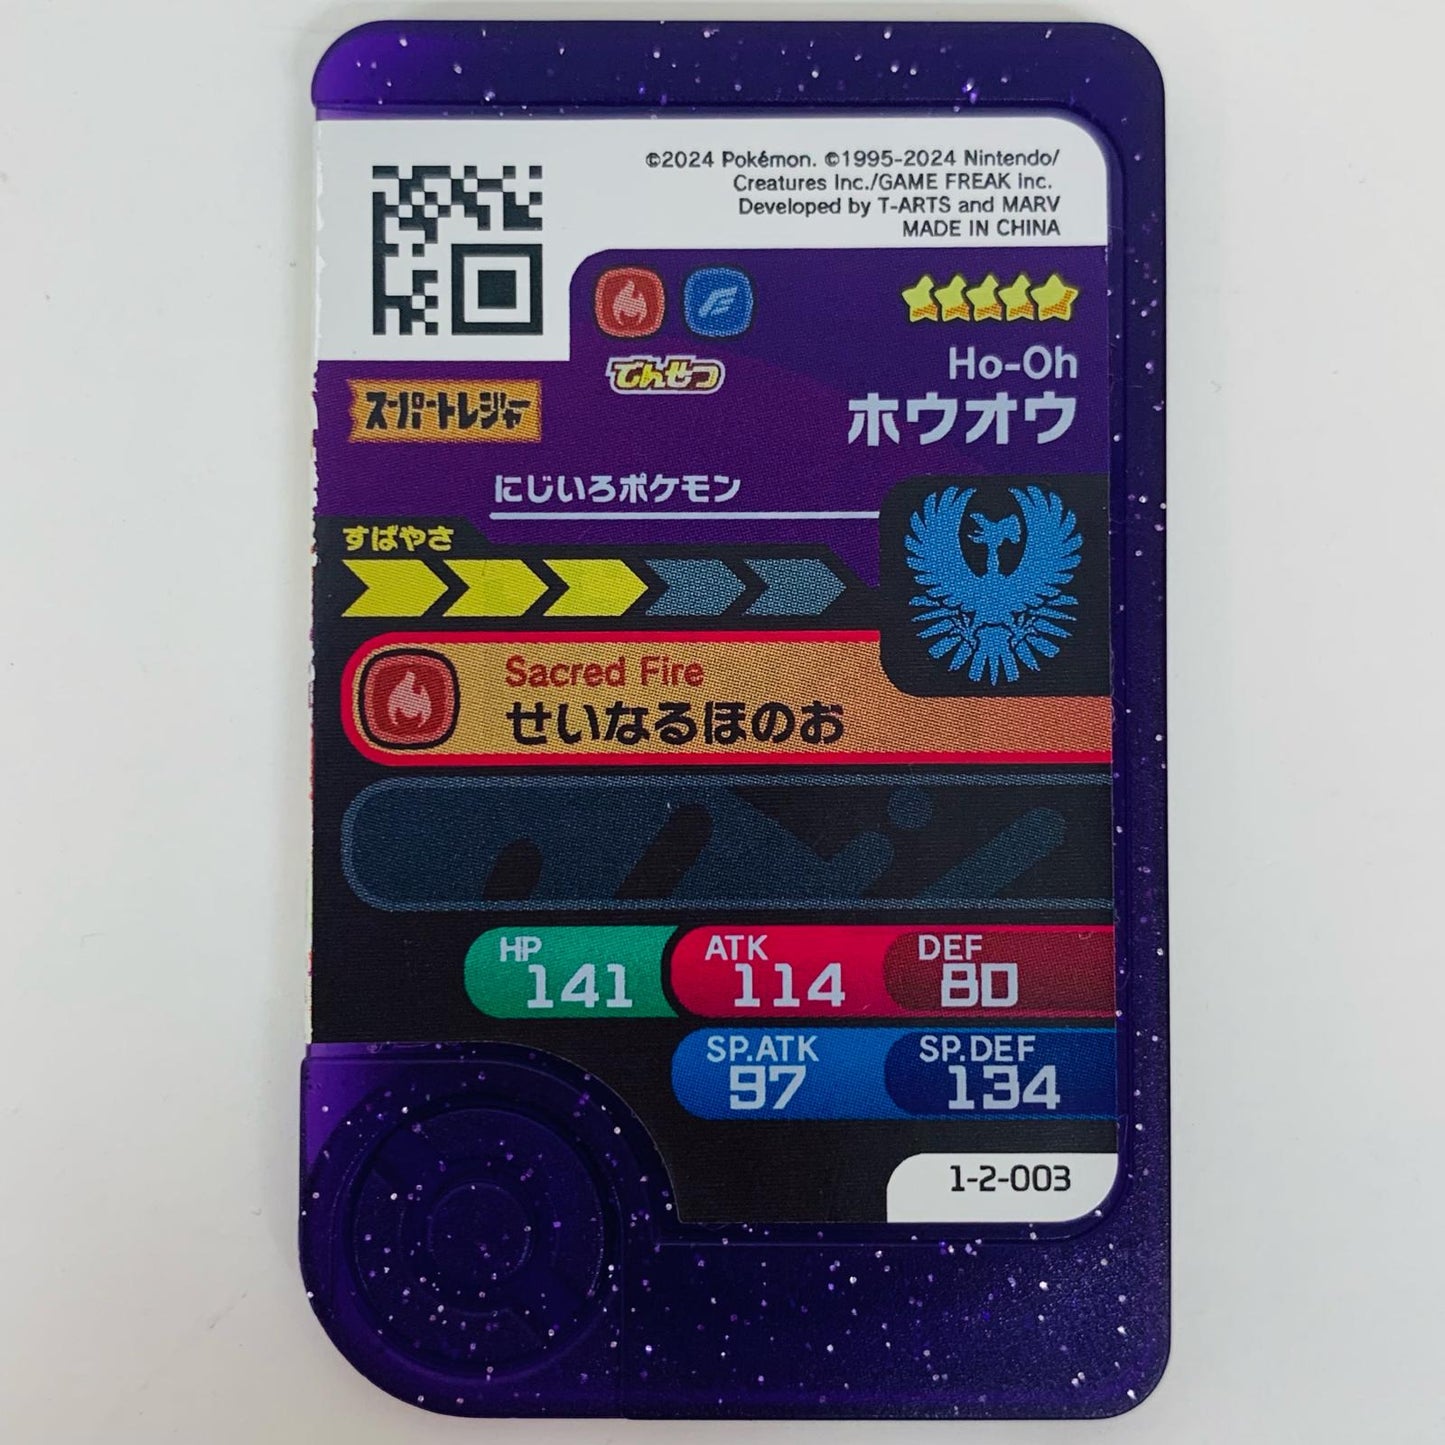 ©2024 Pokémon. ©1995-2024 Nintendo/
Creatures Inc./GAME FREAK inc.
Developed by T-ARTS and MARV
MADE IN CHINA
でんせつ
Ho-Oh
スーパートレジャー
ホウオウ
にじいろポケモン
すばやさ
Sacred Fire
せいなるほのお
HP
141
ATK
114
DEF
80
SP.ATK
97
SP.DEF
134
1-2-003